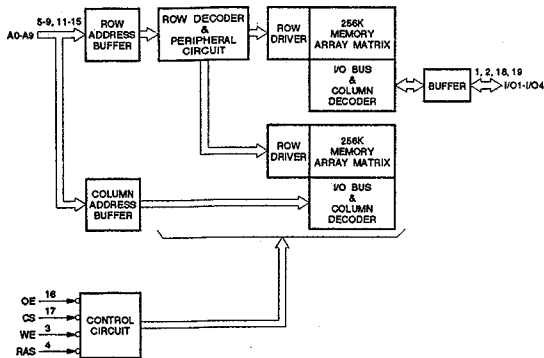 5-9, 11-15
A0-A9
ROW
ADDRESS
BUFFER
ROW DECODER
&
PERIPHERAL
CIRCUIT
ROW
DRIVER
256K
MEMORY
ARRAY MATRIX
I/O BUS
&
COLUMN
DECODER
BUFFER
1, 2, 18, 19
I/O1-I/O4
ROW
DRIVER
256K
MEMORY
ARRAY MATRIX
I/O BUS
&
COLUMN
DECODER
COLUMN
ADDRESS
BUFFER
OE 16
CS 17
WE 3
RAS 4
CONTROL
CIRCUIT